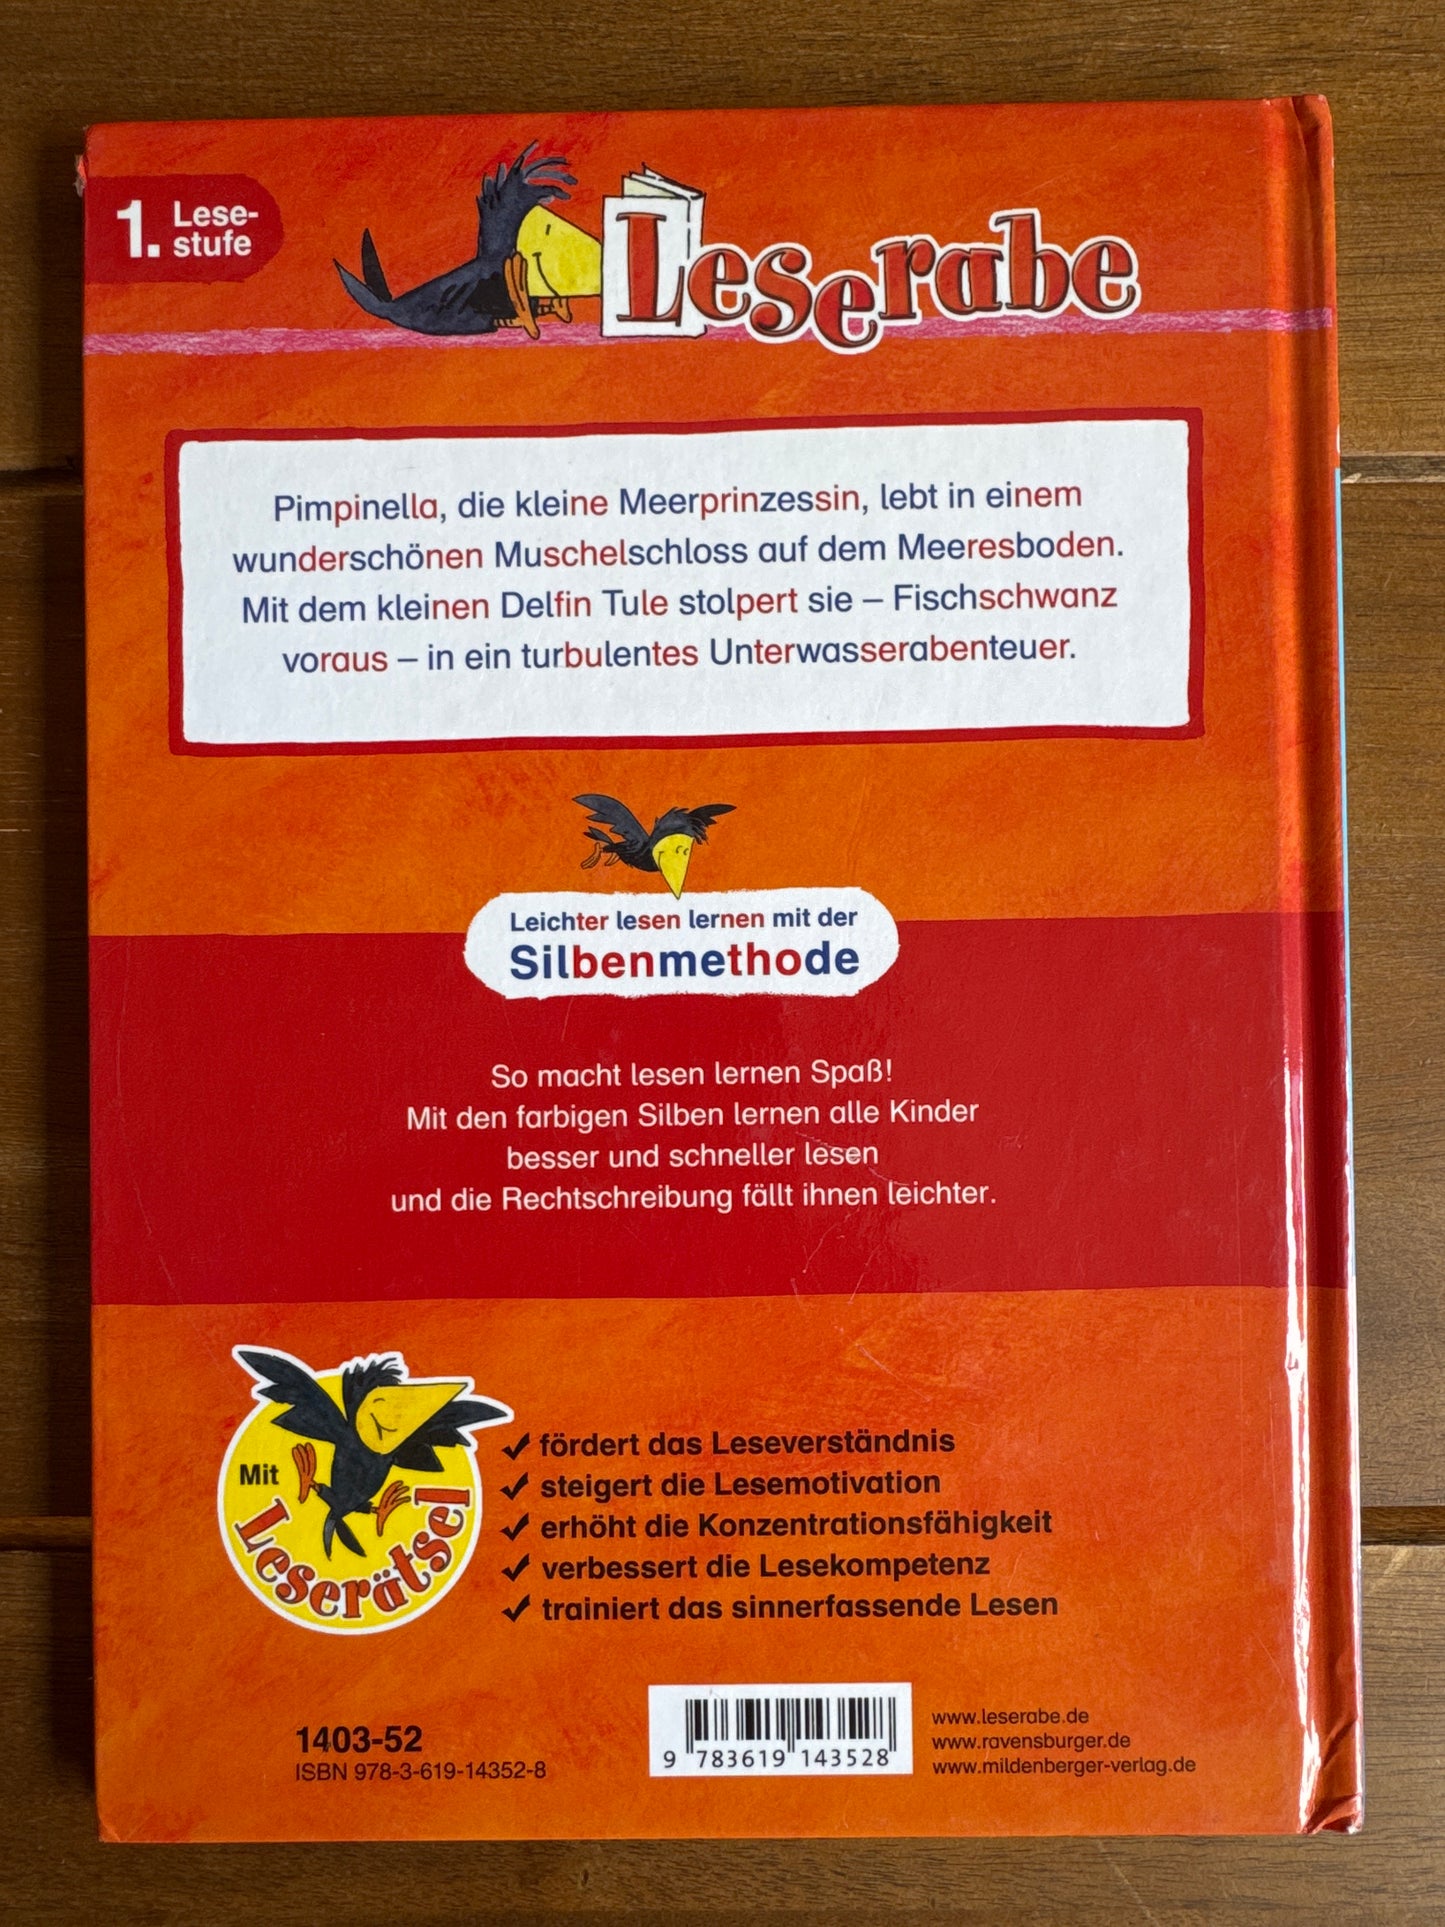 1. Lese-
stufe
Leserabe
Pimpinella, die kleine Meerprinzessin, lebt in einem
wunderschönen Muschelschloss auf dem Meeresboden.
Mit dem kleinen Delfin Tule stolpert sie – Fischschwanz
voraus – in ein turbulentes Unterwasserabenteuer.
Leichter lesen lernen mit der
Silbenmethode
So macht lesen lernen Spaß!
Mit den farbigen Silben lernen alle Kinder
besser und schneller lesen
und die Rechtschreibung fällt ihnen leichter.
Mit
Leserätsel
✓ fördert das Leseverständnis
✓ steigert die Lesemotivation
✓ erhöht die Konzentrationsfähigkeit
✓ verbessert die Lesekompetenz
✓ trainiert das sinnerfassende Lesen
1403-52
ISBN 978-3-619-14352-8
9 783619 143528
www.leserabe.de
www.ravensburger.de
www.mildenberger-verlag.de